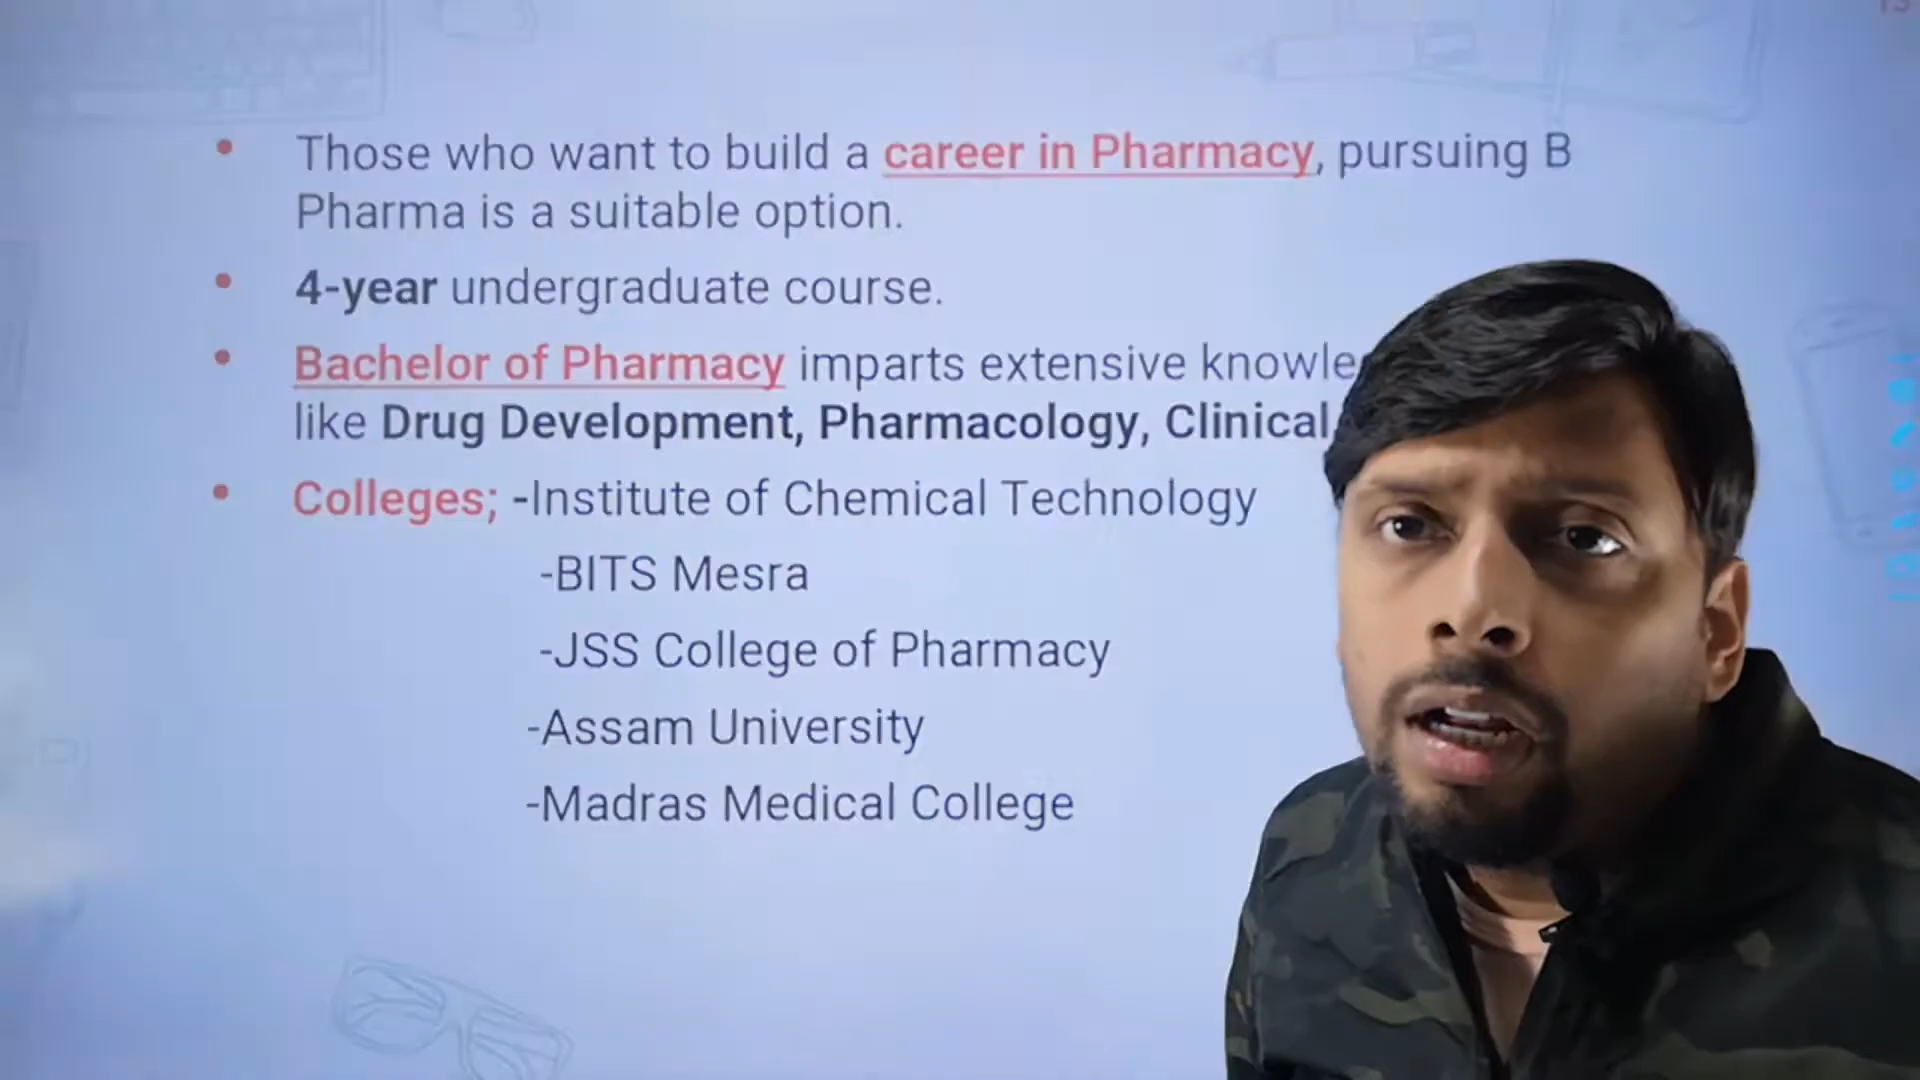 Those who want to build a career in Pharmacy, pursuing B
Pharma is a suitable option.
4-year undergraduate course.
Bachelor of Pharmacy imparts extensive
like Drug Development, Pharmacology, Clinical
Colleges; -Institute of Chemical Technology
-BITS Mesra
-JSS College of Pharmacy
-Assam University
-Madras Medical College